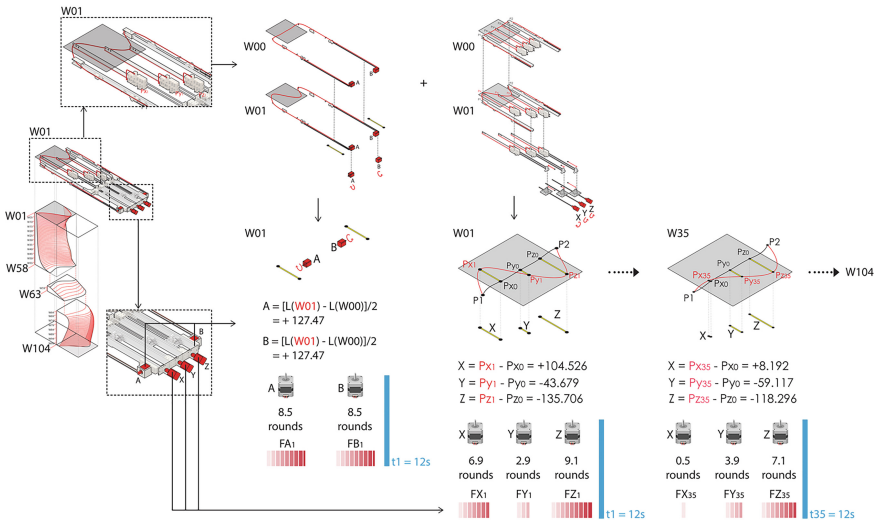 W01
W01
W01
W58
W63
W104
A
B
X
Y
Z
W00
A
B
W01
A
B
A
B
+
W00
W01
X
Y
Z
W01
A
B
A = [L(W01) - L(W00)]/2
= + 127.47
B = [L(W01) - L(W00)]/2
= + 127.47
A
B
8.5
rounds
8.5
rounds
FA1
FB1
t1 = 12s
W01
P2
Px1
Pz0
Py0
Py1
Pz1
Px0
P1
X
Y
Z
X = Px1 - Px0 = +104.526
Y = Py1 - Py0 = -43.679
Z = Pz1 - Pz0 = -135.706
X
Y
Z
6.9
rounds
2.9
rounds
9.1
rounds
FX1
FY1
FZ1
t1 = 12s
W35
P2
Pz0
Py0
Px35
Py35
Pz35
Px0
P1
X
Y
Z
X = Px35 - Px0 = +8.192
Y = Py35 - Py0 = -59.117
Z = Pz35 - Pz0 = -118.296
X
Y
Z
0.5
rounds
3.9
rounds
7.1
rounds
FX35
FY35
FZ35
t35 = 12s
W104